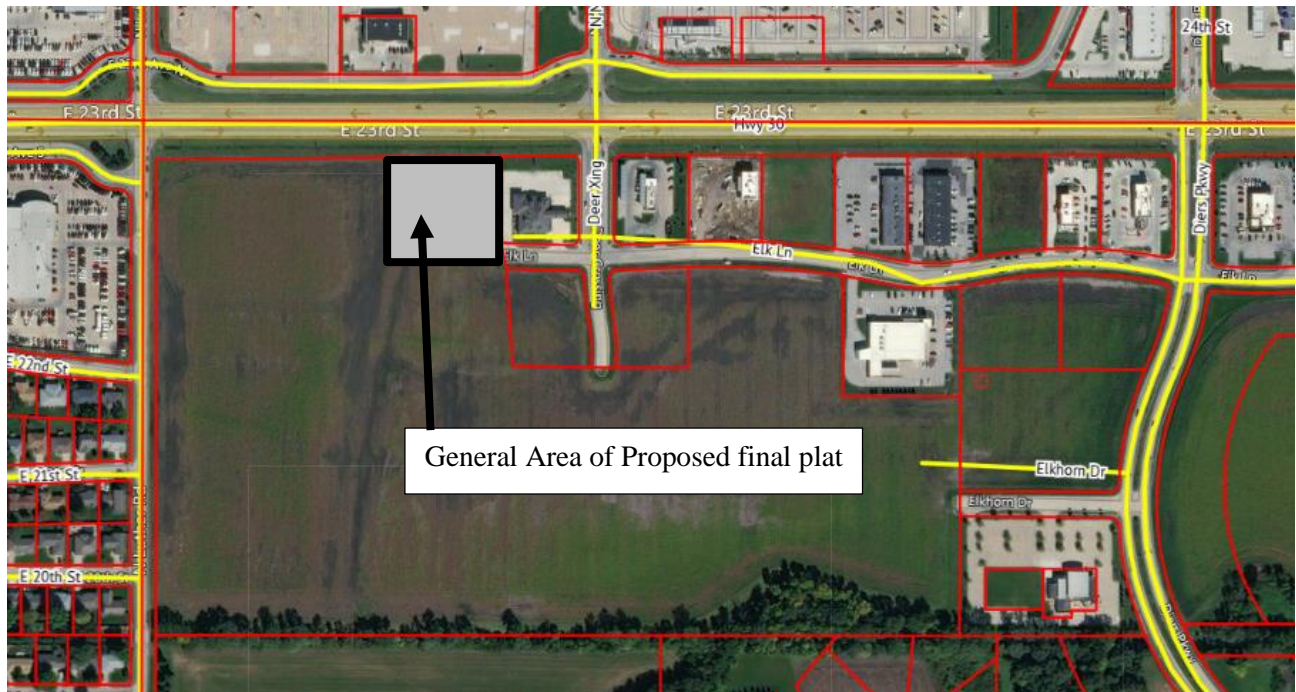 24th St
E 23rd St
E 23rd St
Hwy 30
E 23rd St
E 23rd St
Deer Xing
Diers Pkwy
Elk Ln
Elk Ln
Elk Ln
Elk Ln
E 22nd St
General Area of Proposed final plat
E 21st St
Elkhorn Dr
Elkhorn Dr
E 20th St
Diers Pkwy